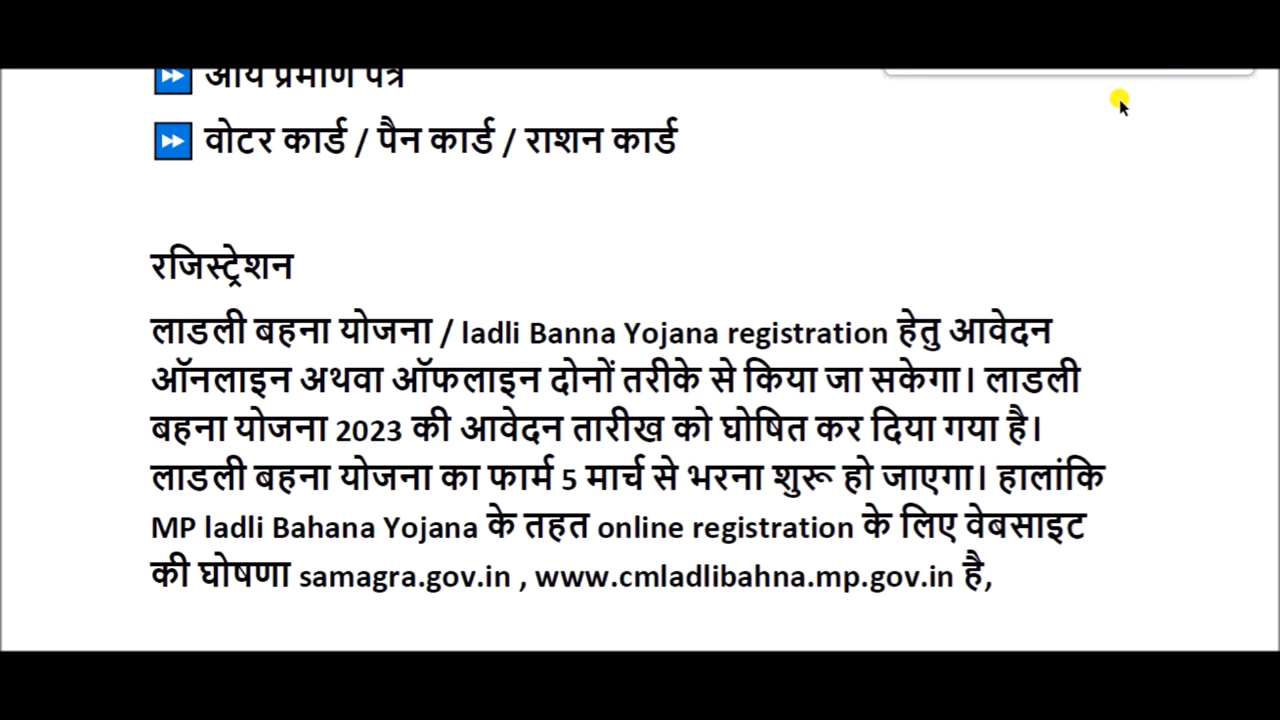 आय प्रमाण पत्र
वोटर कार्ड / पैन कार्ड / राशन कार्ड
रजिस्ट्रेशन
लाडली बहना योजना / ladli Banna Yojana registration हेतु आवेदन
ऑनलाइन अथवा ऑफलाइन दोनों तरीके से किया जा सकेगा। लाडली
बहना योजना 2023 की आवेदन तारीख को घोषित कर दिया गया है।
लाडली बहना योजना का फार्म 5 मार्च से भरना शुरू हो जाएगा। हालांकि
MP ladli Bahana Yojana के तहत online registration के लिए वेबसाइट
की घोषणा samagra.gov.in , www.cmladlibahna.mp.gov.in है,